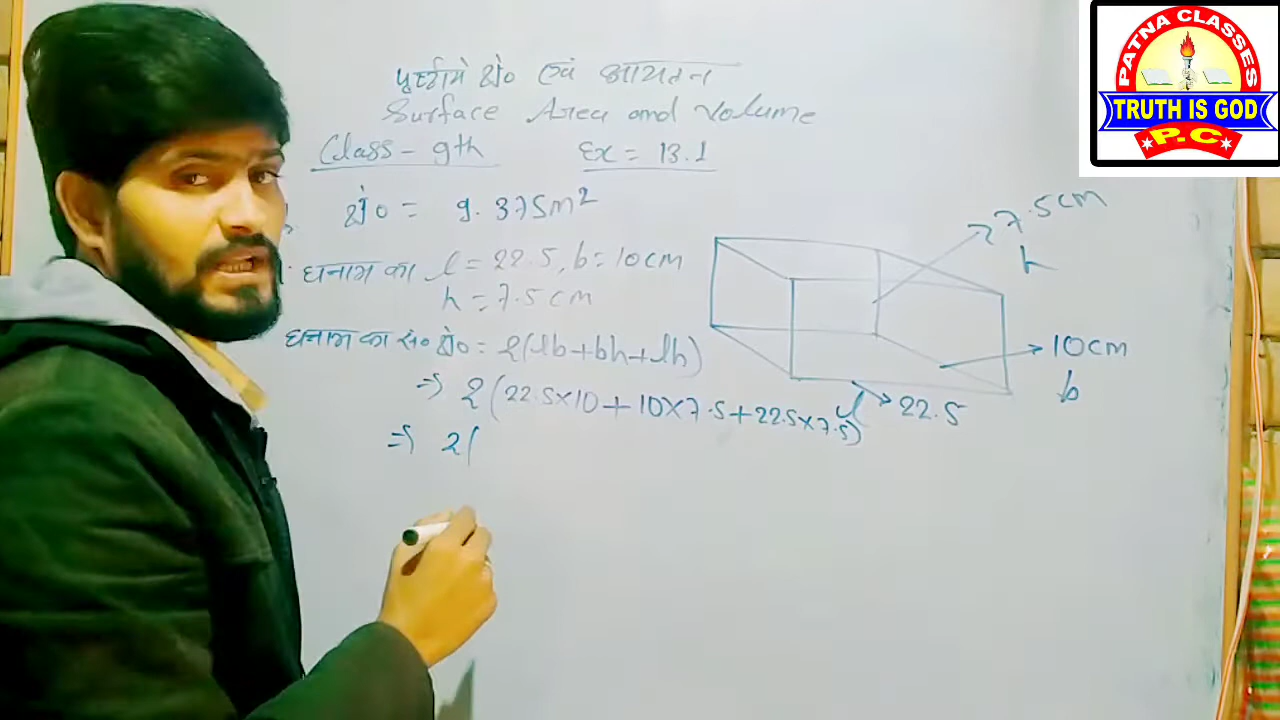 पृष्ठीय क्षे० एवं आयतन
Surface Area and volume
Class - 9th Ex = 13.1
क्षे० = 9.375m²
घनाभ का l = 22.5, b = 10cm
h = 7.5cm
घनाभ का सं० क्षे० = 2(lb+bh+lh)
⇒ 2(22.5×10+10×7.5+22.5×7.5)
⇒ 2(
7.5cm
h
10cm
b
l
22.5
PATNA CLASSES
TRUTH IS GOD
P.C